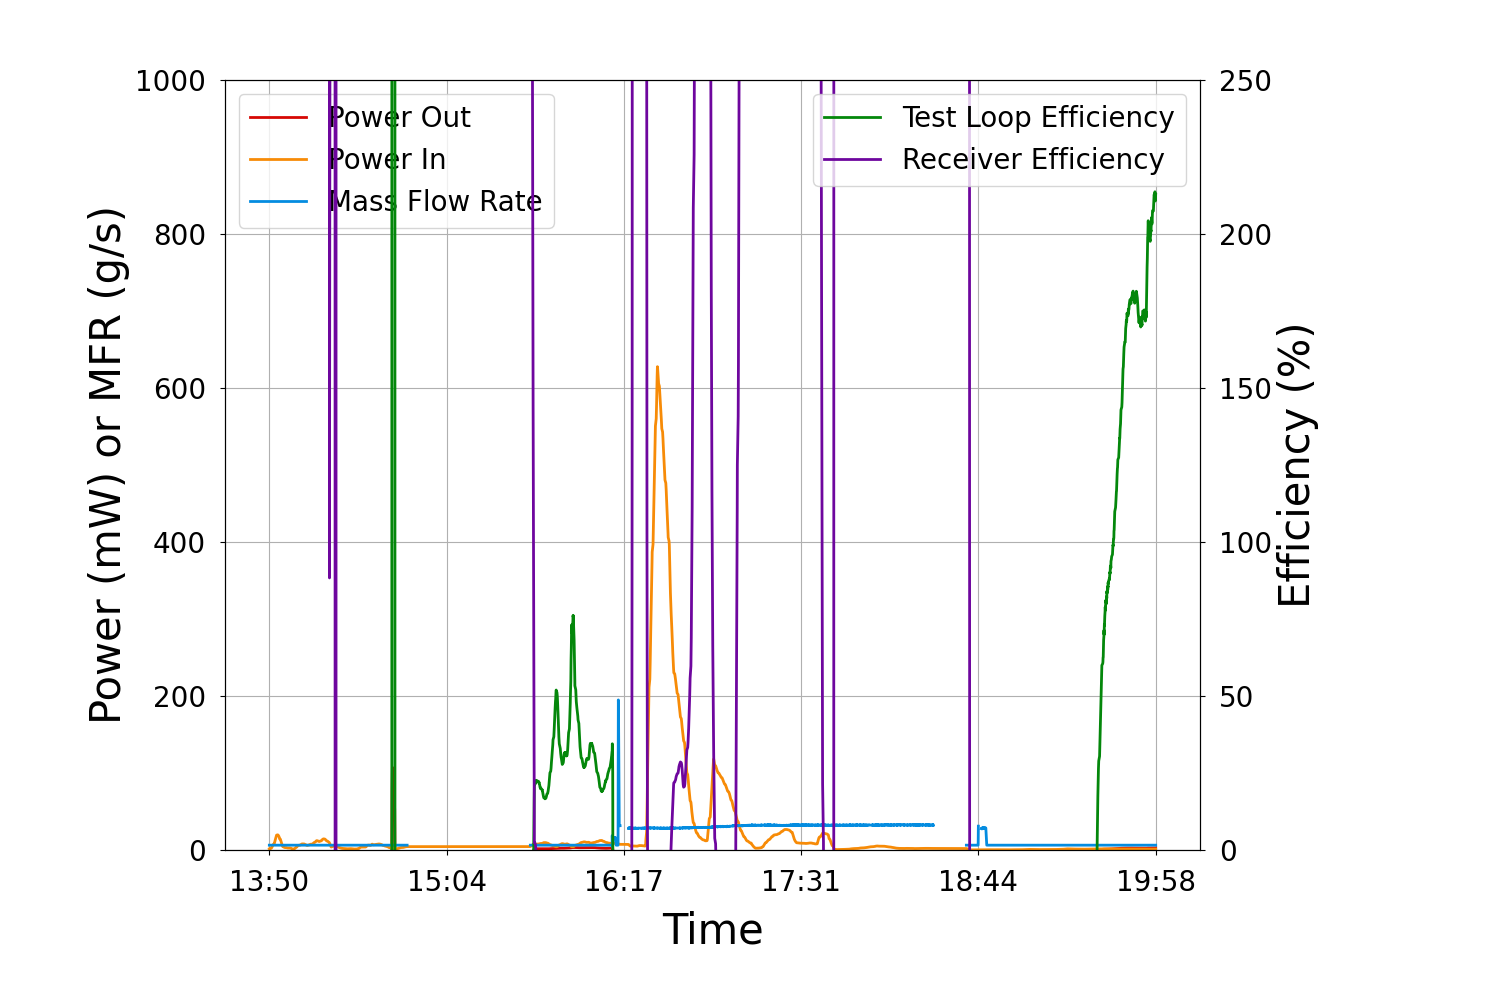 1000
800
600
400
200
0
Power (mW) or MFR (g/s)
Power Out
Power In
Mass Flow Rate
Test Loop Efficiency
Receiver Efficiency
250
200
150
100
50
0
Efficiency (%)
13:50 15:04 16:17 17:31 18:44 19:58
Time